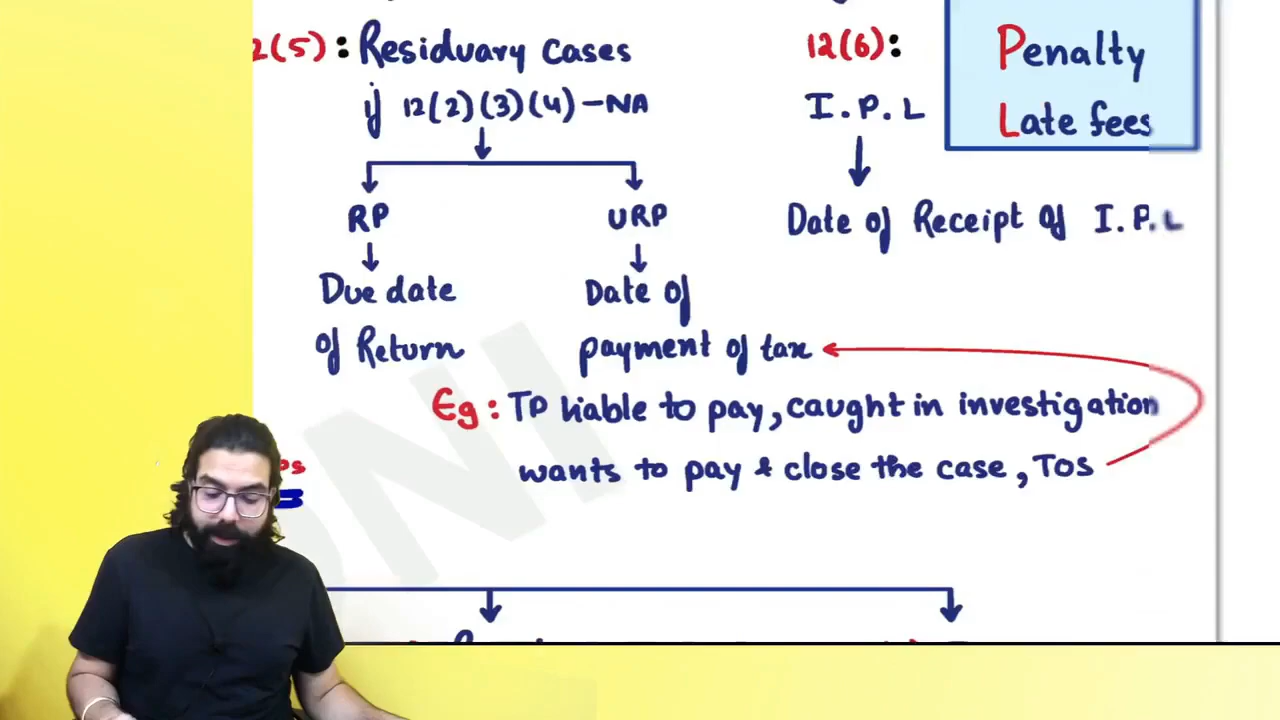 2(5): Residuary cases
if 12(2)(3)(4) - NA
RP
URP
Due date
of Return
Date of
payment of tax
Eg: TP liable to pay, caught in investigation
wants to pay & close the case, TOS
12(6):
I.P.L
Date of Receipt of I.P.L
Penalty
Late fees